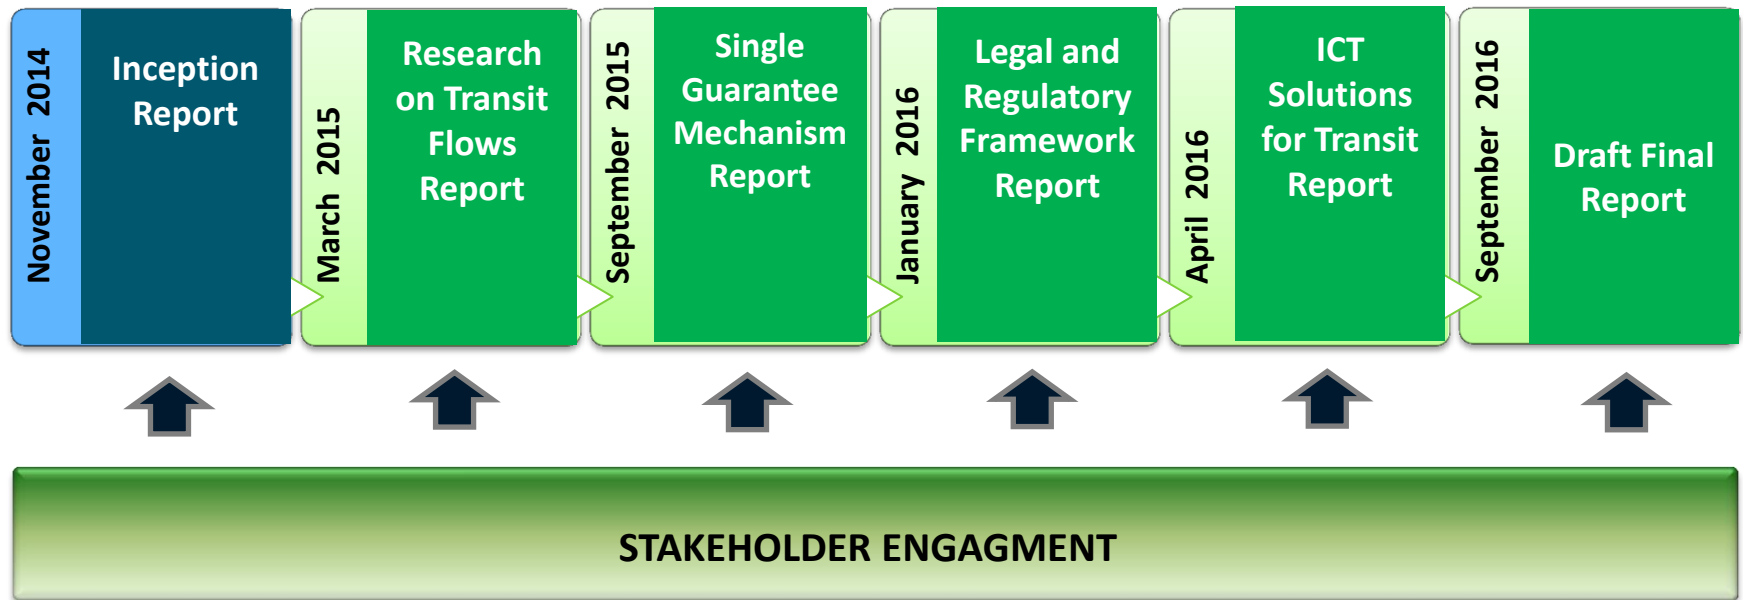 November 2014
Inception
Report
March 2015
Research
on Transit
Flows
Report
September 2015
Single
Guarantee
Mechanism
Report
January 2016
Legal and
Regulatory
Framework
Report
April 2016
ICT
Solutions
for Transit
Report
September 2016
Draft Final
Report
STAKEHOLDER ENGAGMENT